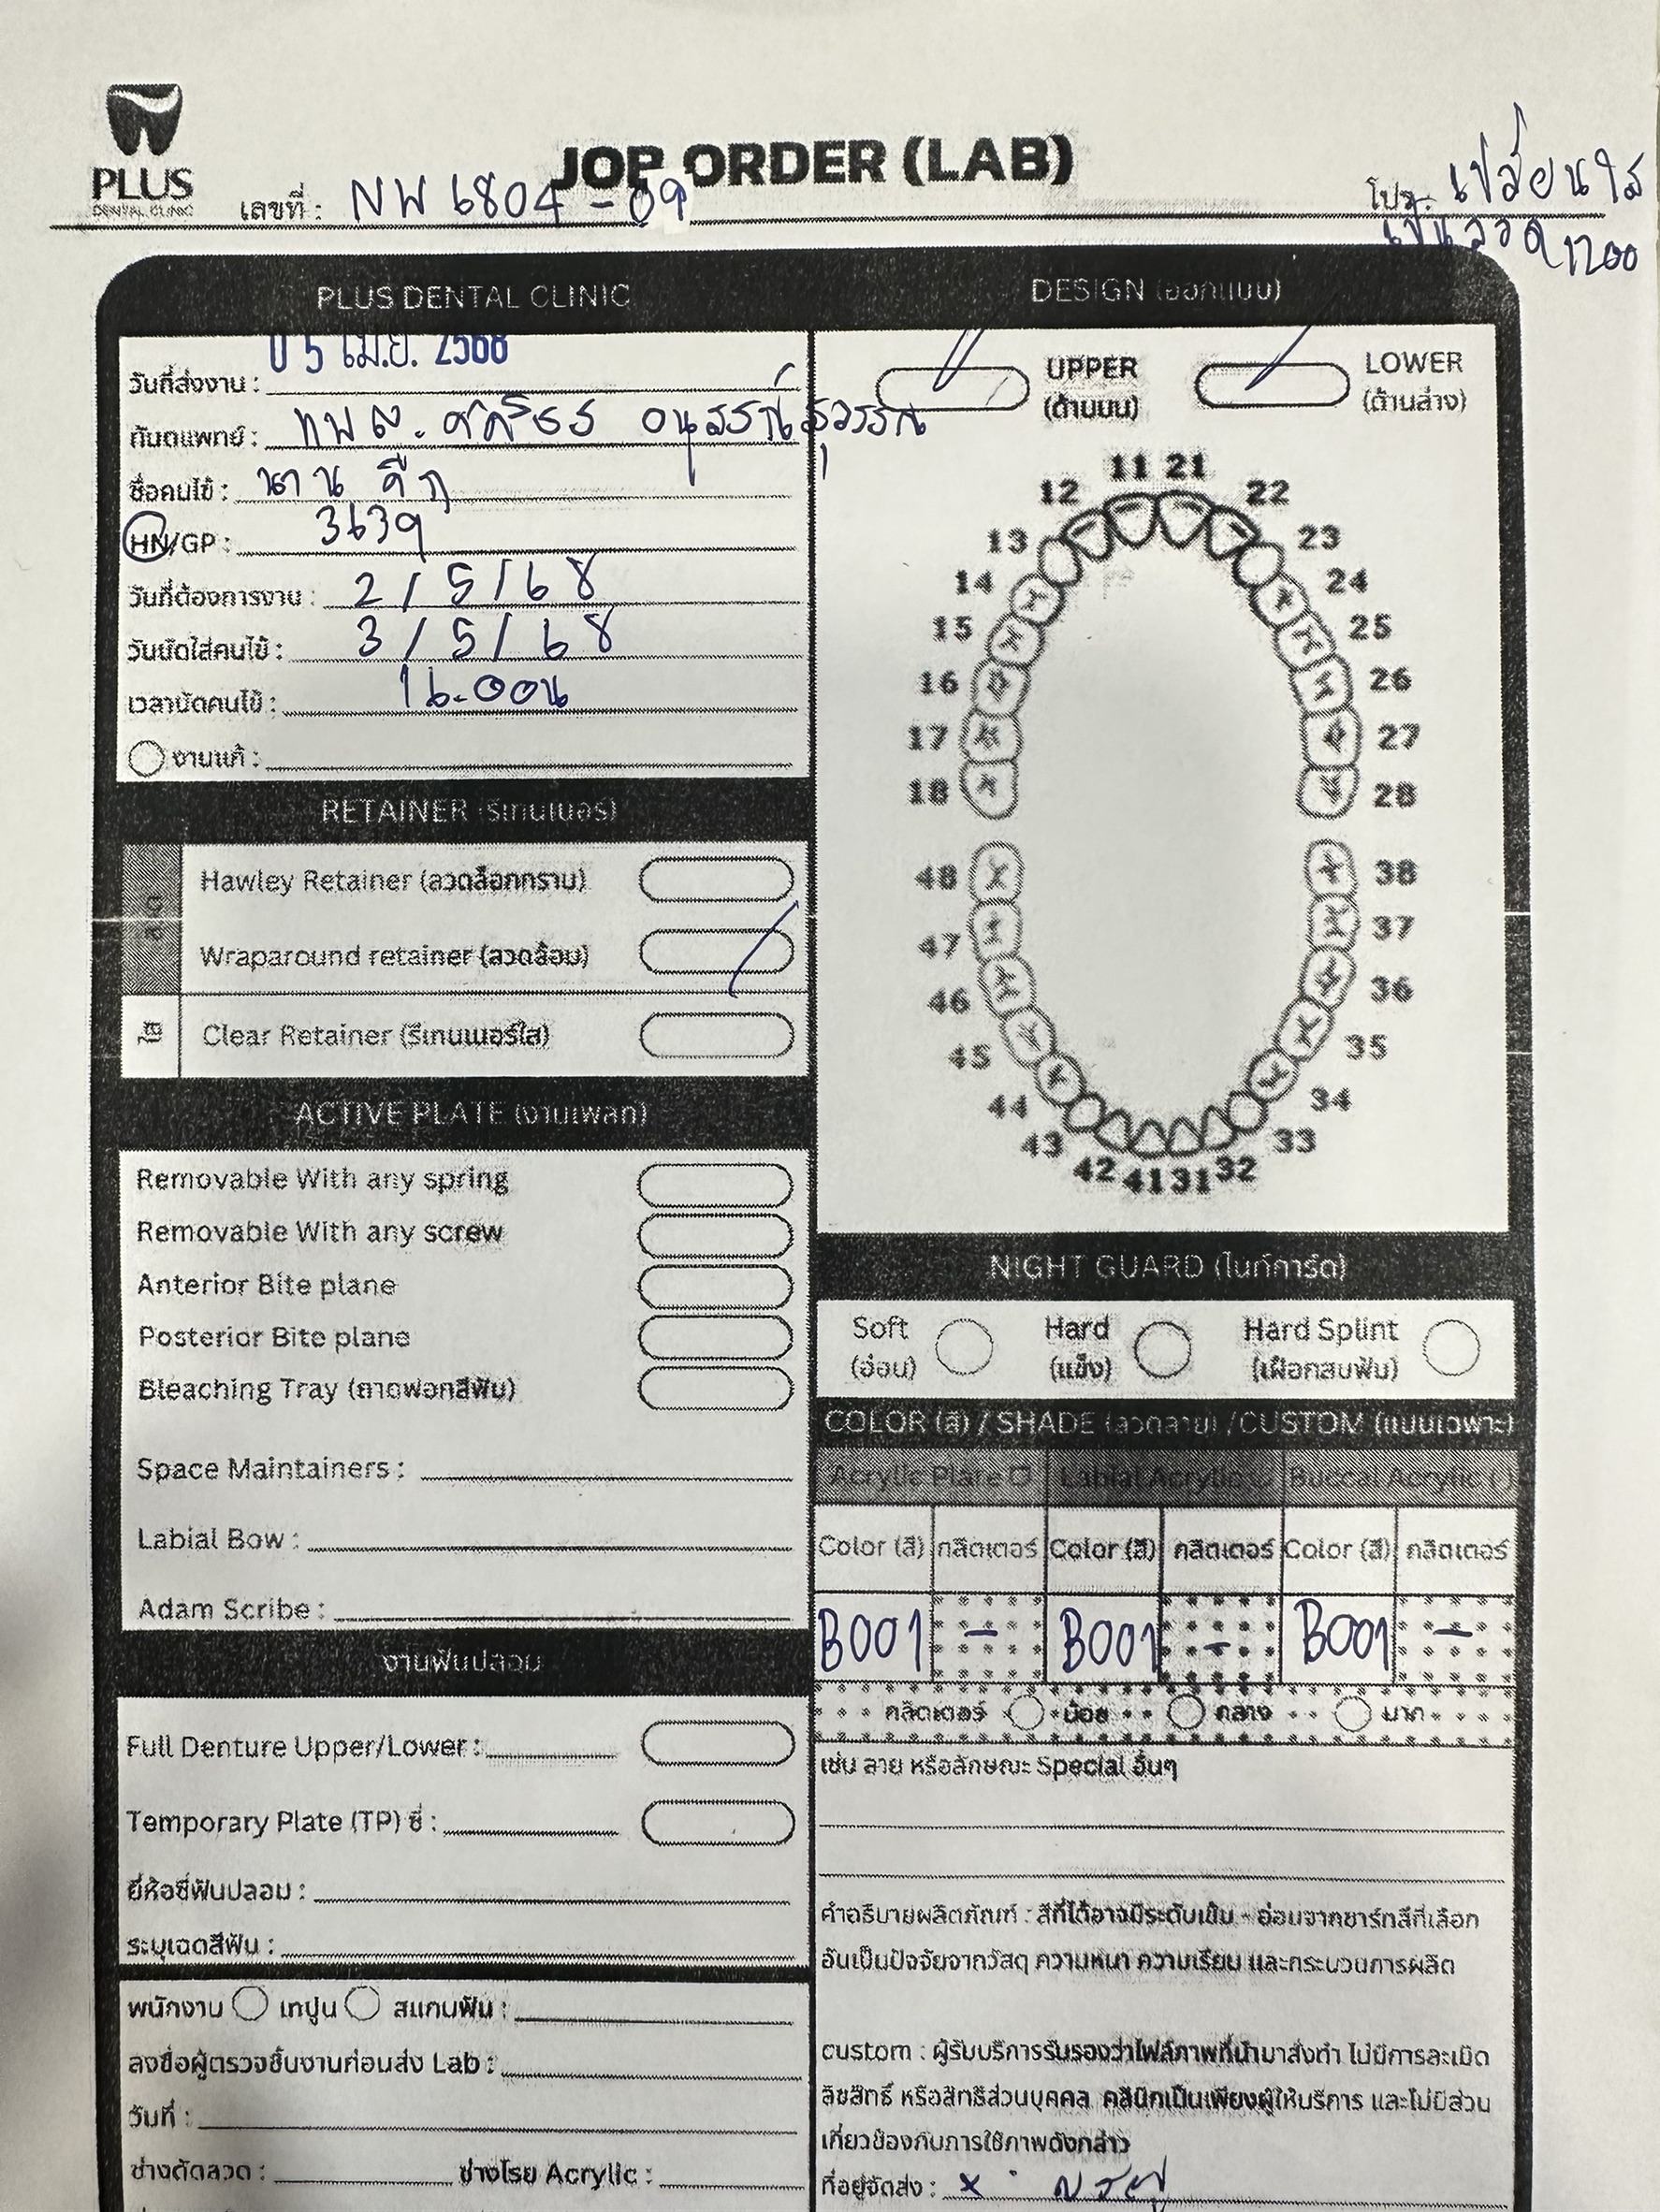 PLUS
DENTAL CLINIC
JOP ORDER (LAB)
เลขที่ : NW 6804-09
โปร. เปลี่ยนใส
เป็นลวด 1200
PLUS DENTAL CLINIC
วันที่ส่งงาน : 05 เม.ย. 2568
ทันตแพทย์ : ทพญ.
ชื่อคนไข้ :
HN/GP : 3639
วันที่ต้องการงาน : 2/5/68
วันนัดใส่คนไข้ : 3/5/68
เวลานัดคนไข้ : 16.00น
งานแก้ :
RETAINER (รีเทนเนอร์)
Hawley Retainer (ลวดล็อกกราม)
Wraparound retainer (ลวดล้อม)
ใส
Clear Retainer (รีเทนเนอร์ใส)
ACTIVE PLATE (งานเพลท)
Removable With any spring
Removable With any screw
Anterior Bite plane
Posterior Bite plane
Bleaching Tray (ถาดฟอกสีฟัน)
Space Maintainers :
Labial Bow :
Adam Scribe :
งานฟันปลอม
Full Denture Upper/Lower :
Temporary Plate (TP) ซี่ :
ยี่ห้อซี่ฟันปลอม :
ระบุเฉดสีฟัน :
พนักงาน เทปูน สแกนฟัน :
ลงชื่อผู้ตรวจชิ้นงานก่อนส่ง Lab :
วันที่ :
ช่างดัดลวด : ช่างโรย Acrylic :
DESIGN (ออกแบบ)
UPPER
(ด้านบน)
LOWER
(ด้านล่าง)
11 21
12 22
13 23
14 24
15 25
16 26
17 27
18 28
48 38
47 37
46 36
45 35
44 34
43 33
42 41 31 32
NIGHT GUARD (ไนท์การ์ด)
Soft
(อ่อน)
Hard
(แข็ง)
Hard Splint
(เฝือกสบฟัน)
COLOR (สี) / SHADE (ลวดลาย) /CUSTOM (แบบเฉพาะ)
Acrylic Plate Labial Acrylic Buccal Acrylic
Color (สี) กลิตเตอร์ Color (สี) กลิตเตอร์ Color (สี) กลิตเตอร์
B001 - B001 - B001 -
กลิตเตอร์ น้อย กลาง มาก
เช่น ลาย หรือลักษณะ Special อื่นๆ
คำอธิบายผลิตภัณฑ์ : สีที่ได้อาจมีระดับเข้ม - อ่อนจากชาร์ทสีที่เลือก
อันเป็นปัจจัยจากวัสดุ ความหนา ความเรียบ และกระบวนการผลิต
custom : ผู้รับบริการรับรองว่าไฟล์ภาพที่นำมาสั่งทำ ไม่มีการละเมิด
ลิขสิทธิ์ หรือสิทธิส่วนบุคคล คลินิกเป็นเพียงผู้ให้บริการ และไม่มีส่วน
เกี่ยวข้องกับการใช้ภาพดังกล่าว
ที่อยู่จัดส่ง : x